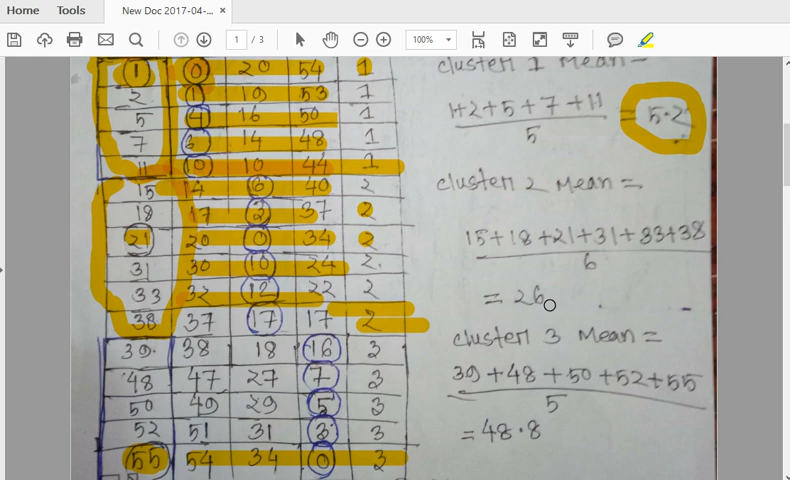 Home Tools New Doc 2017-04-... ×
1 / 3 100%
1 0 20 54 1
2 1 19 53 1
5 4 16 50 1
7 6 14 48 1
11 10 10 44 1
15 14 6 40 2
18 17 2 37 2
21 20 0 34 2
31 30 10 24 2
33 32 12 22 2
38 37 17 17 2
39 38 18 16 3
48 47 27 7 3
50 49 29 5 3
52 51 31 3 3
55 54 34 0 3
cluster 1 Mean =
1+2+5+7+11
5
= 5.2
cluster 2 Mean =
15+18+21+31+33+38
6
= 26
cluster 3 Mean =
39+48+50+52+55
5
= 48.8